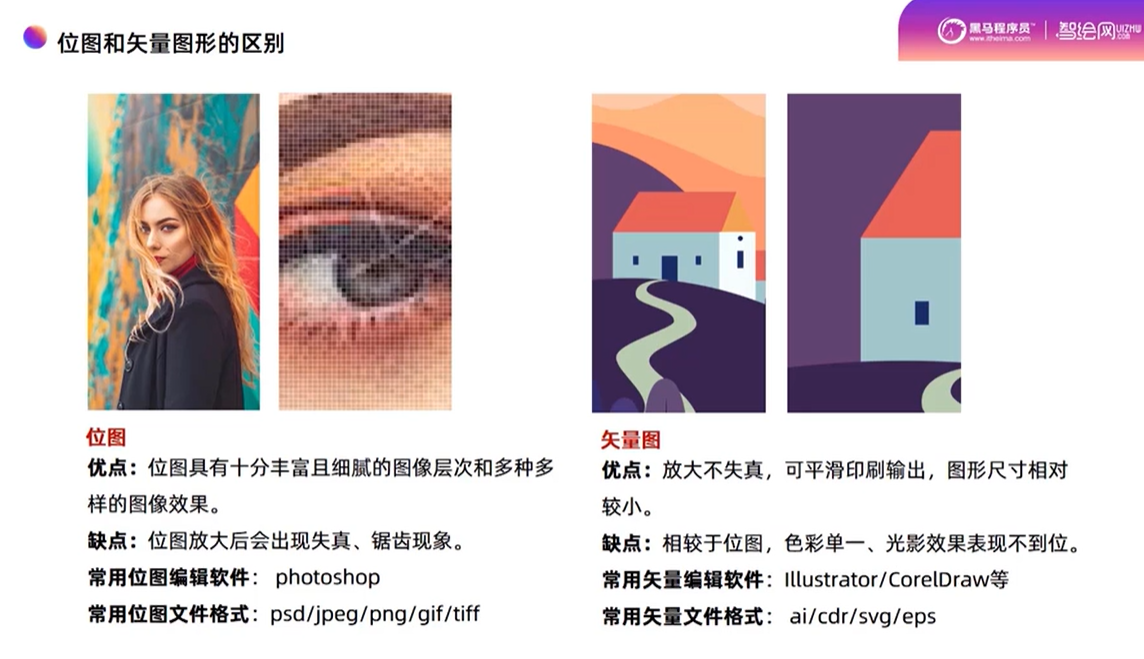 位图和矢量图形的区别
黑马程序员™
www.itheima.com
智绘网
位图
优点：位图具有十分丰富且细腻的图像层次和多种多
样的图像效果。
缺点：位图放大后会出现失真、锯齿现象。
常用位图编辑软件： photoshop
常用位图文件格式：psd/jpeg/png/gif/tiff
矢量图
优点：放大不失真，可平滑印刷输出，图形尺寸相对
较小。
缺点：相较于位图，色彩单一、光影效果表现不到位。
常用矢量编辑软件：Illustrator/CorelDraw等
常用矢量文件格式： ai/cdr/svg/eps